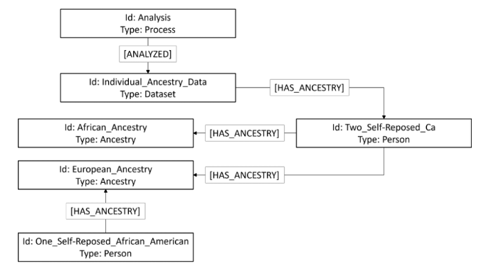 Id: Analysis
Type: Process
[ANALYZED]
Id: Individual_Ancestry_Data
Type: Dataset
[HAS_ANCESTRY]
Id: African_Ancestry
Type: Ancestry
[HAS_ANCESTRY]
Id: Two_Self-Reposed_Ca
Type: Person
Id: European_Ancestry
Type: Ancestry
[HAS_ANCESTRY]
[HAS_ANCESTRY]
Id: One_Self-Reposed_African_American
Type: Person